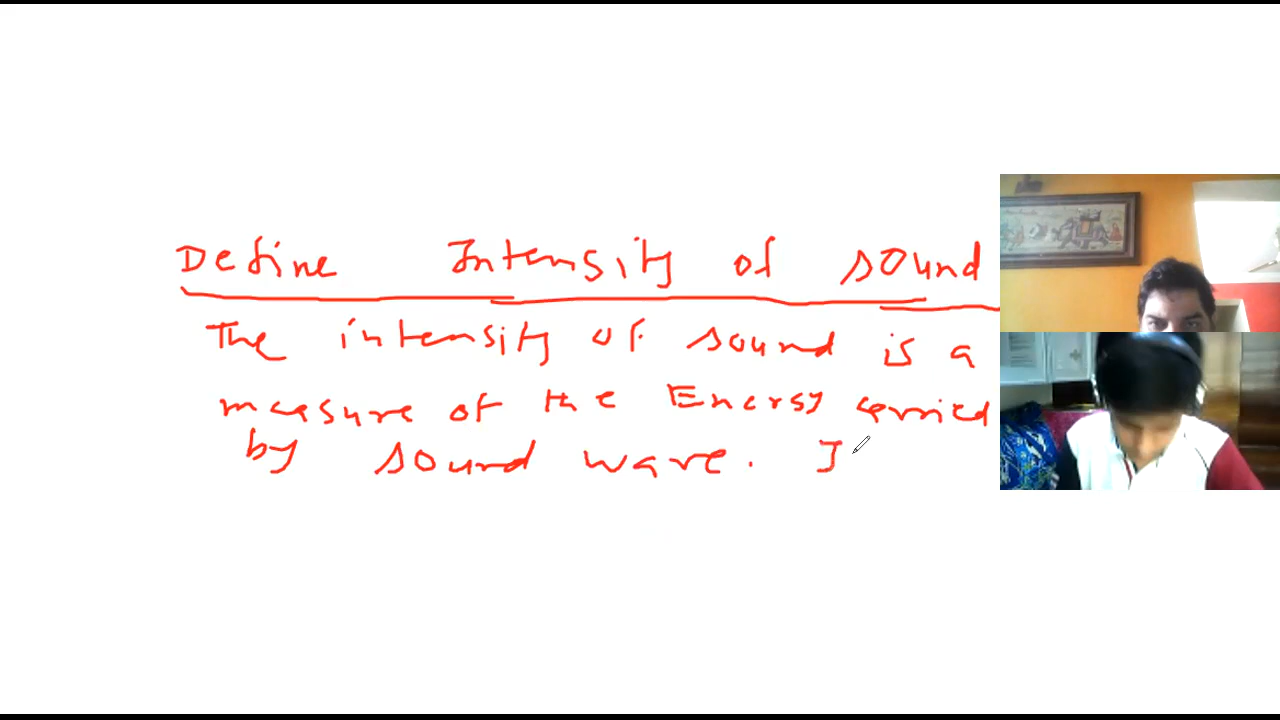 Define Intensity of sound
The intensity of sound is a
measure of the Energy carried
by sound wave. I